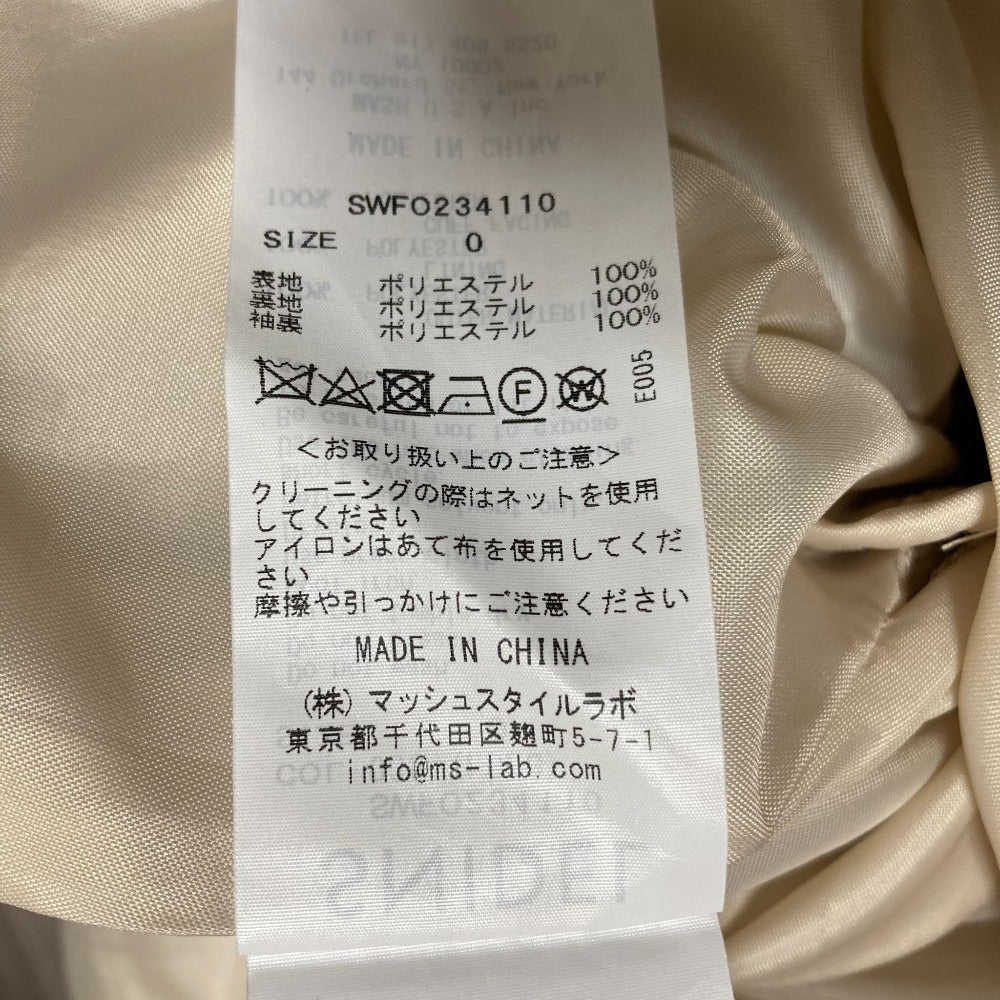 SWFO234110
SIZE 0
表地 ポリエステル 100%
裏地 ポリエステル 100%
袖裏 ポリエステル 100%
F W E005
<お取り扱い上のご注意>
クリーニングの際はネットを使用
してください
アイロンはあて布を使用してくだ
さい
摩擦や引っかけにご注意ください
MADE IN CHINA
(株)マッシュスタイルラボ
東京都千代田区麹町5-7-1
info@ms-lab.com
SWFO234110
SNIDEL